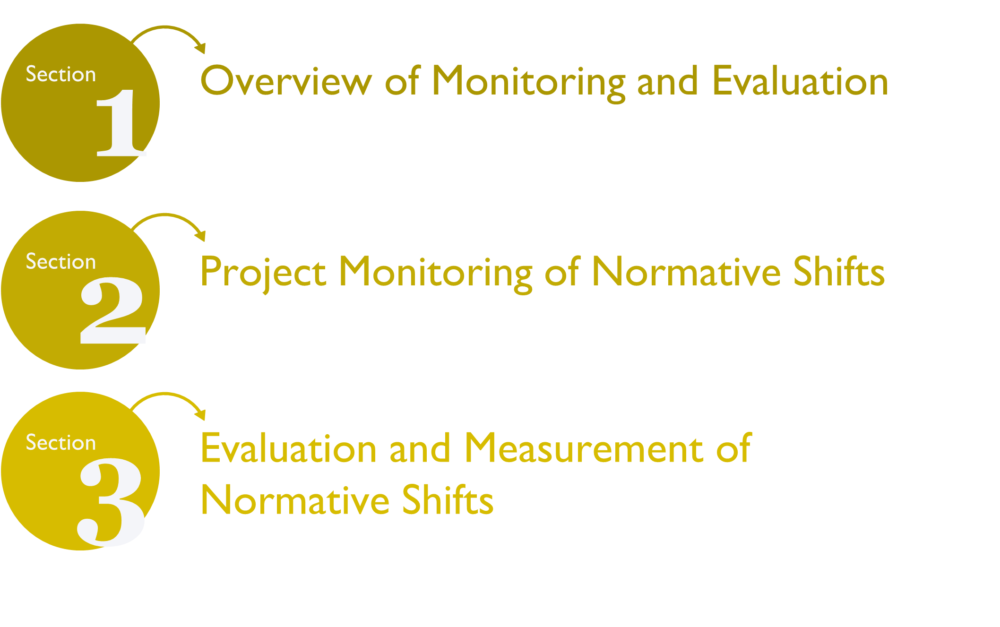 Section
1
Overview of Monitoring and Evaluation
Section
2
Project Monitoring of Normative Shifts
Section
3
Evaluation and Measurement of
Normative Shifts